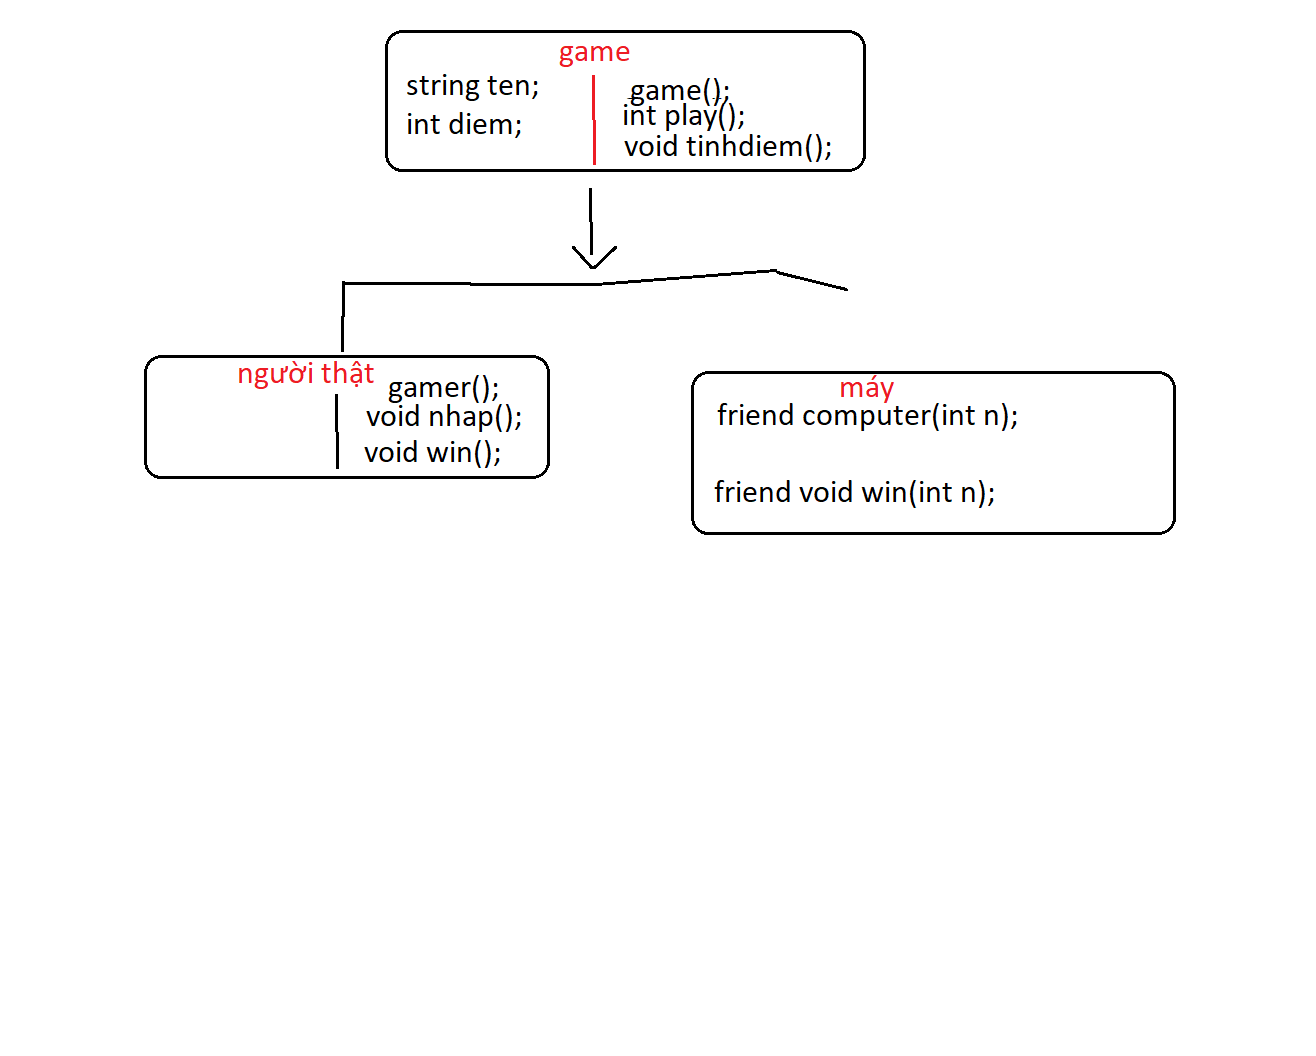 game
string ten;
int diem;
game();
int play();
void tinhdiem();
người thật
gamer();
void nhap();
void win();
máy
friend computer(int n);
friend void win(int n);